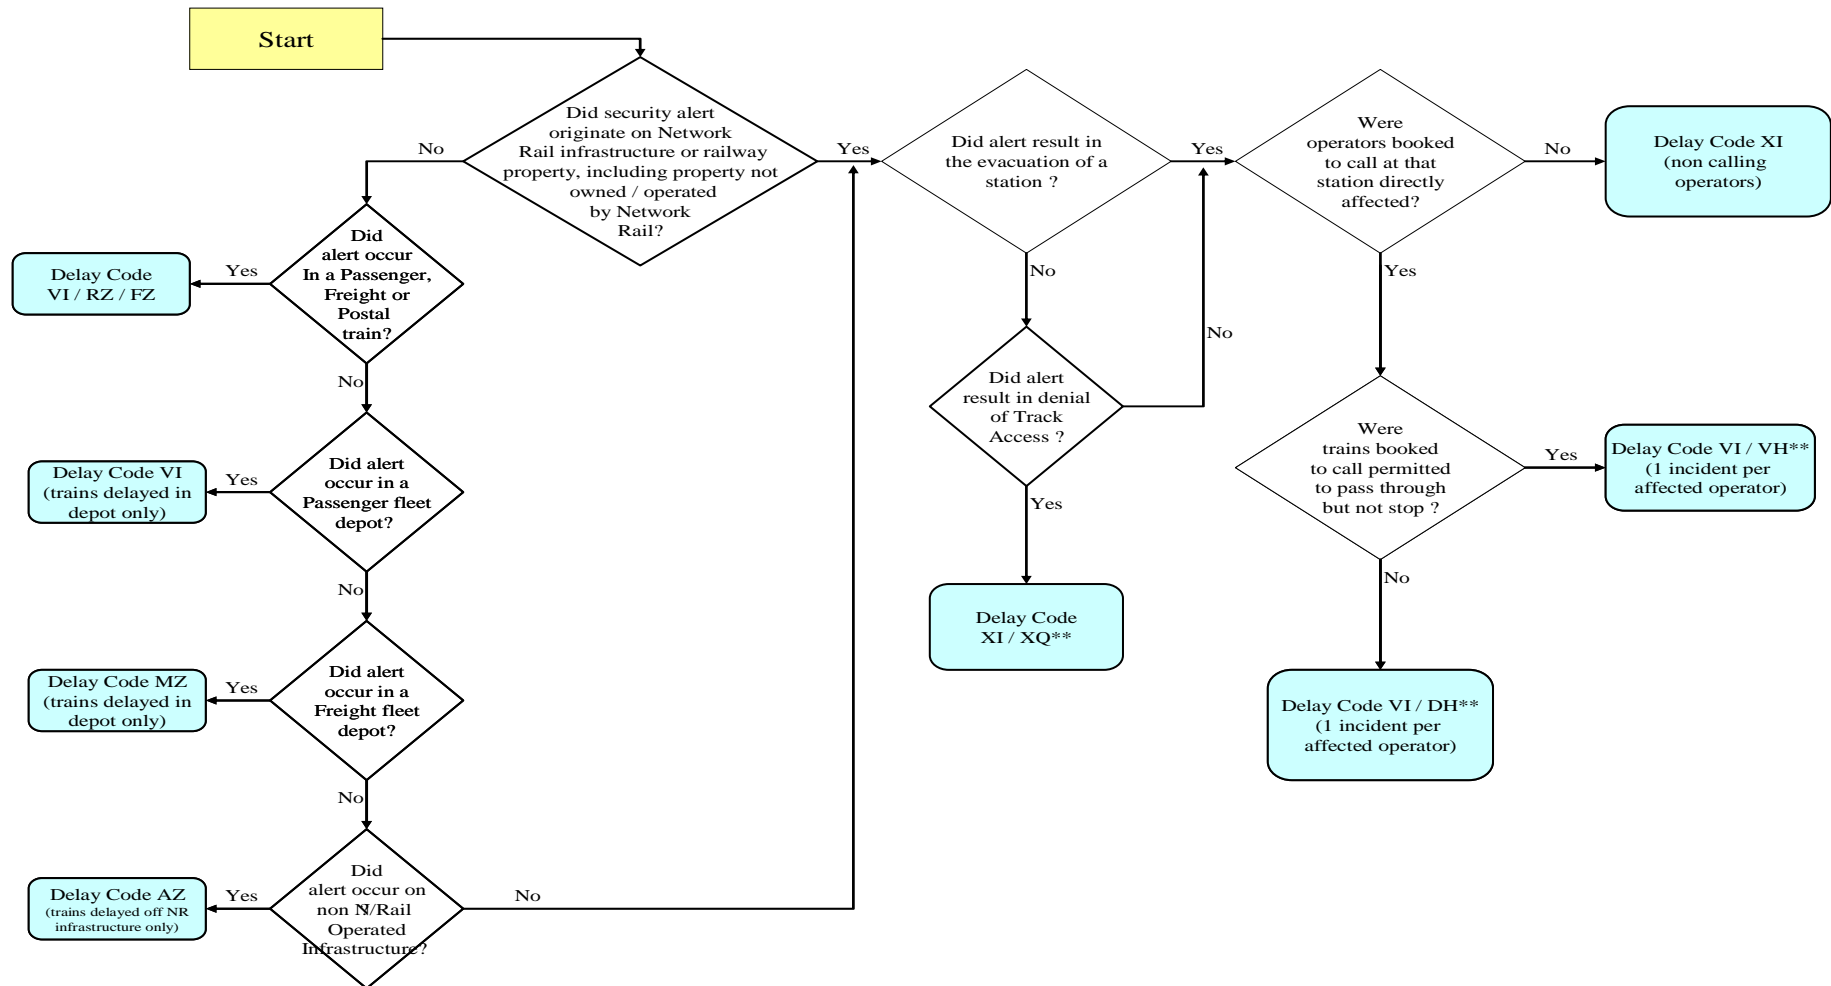 Start
Did security alert
originate on Network
Rail infrastructure or railway
property, including property not
owned / operated
by Network
Rail?
No
Yes
Did alert result in
the evacuation of a
station ?
Yes
Were
operators booked
to call at that
station directly
affected?
No
Delay Code XI
(non calling
operators)
Did
alert occur
In a Passenger,
Freight or
Postal
train?
Yes
Delay Code
VI / RZ / FZ
No
No
Yes
No
Did alert
result in denial
of Track
Access ?
Yes
Delay Code
XI / XQ**
Were
trains booked
to call permitted
to pass through
but not stop ?
Yes
Delay Code VI / VH**
(1 incident per
affected operator)
No
Delay Code VI / DH**
(1 incident per
affected operator)
Did alert
occur in a
Passenger fleet
depot?
Yes
Delay Code VI
(trains delayed in
depot only)
No
Did alert
occur in a
Freight fleet
depot?
Yes
Delay Code MZ
(trains delayed in
depot only)
No
Did
alert occur on
non N/Rail
Operated
Infrastructure?
Yes
Delay Code AZ
(trains delayed off NR
infrastructure only)
No